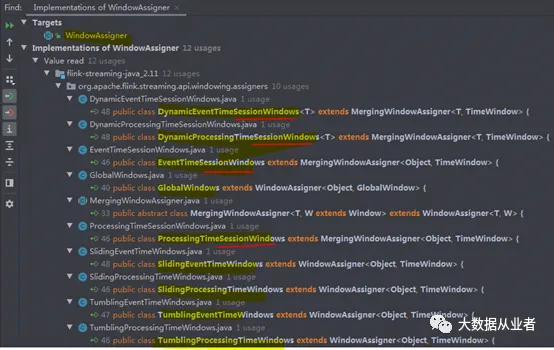 Find: Implementations of WindowAssigner ×
Targets
WindowAssigner
Implementations of WindowAssigner 12 usages
Value read 12 usages
flink-streaming-java_2.11 12 usages
org.apache.flink.streaming.api.windowing.assigners 10 usages
DynamicEventTimeSessionWindows.java 1 usage
48 public class DynamicEventTimeSessionWindows<T> extends MergingWindowAssigner<T, TimeWindow> {
DynamicProcessingTimeSessionWindows.java 1 usage
48 public class DynamicProcessingTimeSessionWindows<T> extends MergingWindowAssigner<T, TimeWindow> {
EventTimeSessionWindows.java 1 usage
46 public class EventTimeSessionWindows extends MergingWindowAssigner<Object, TimeWindow> {
GlobalWindows.java 1 usage
40 public class GlobalWindows extends WindowAssigner<Object, GlobalWindow> {
MergingWindowAssigner.java 1 usage
33 public abstract class MergingWindowAssigner<T, W extends Window> extends WindowAssigner<T, W> {
ProcessingTimeSessionWindows.java 1 usage
46 public class ProcessingTimeSessionWindows extends MergingWindowAssigner<Object, TimeWindow> {
SlidingEventTimeWindows.java 1 usage
48 public class SlidingEventTimeWindows extends WindowAssigner<Object, TimeWindow> {
SlidingProcessingTimeWindows.java 1 usage
46 public class SlidingProcessingTimeWindows extends WindowAssigner<Object, TimeWindow> {
TumblingEventTimeWindows.java 1 usage
47 public class TumblingEventTimeWindows extends WindowAssigner<Object, TimeWindow> {
TumblingProcessingTimeWindows.java 1 usage
46 public class TumblingProcessingTimeWindows extends WindowAssigner<Object, TimeWindow> {
大数据从业者